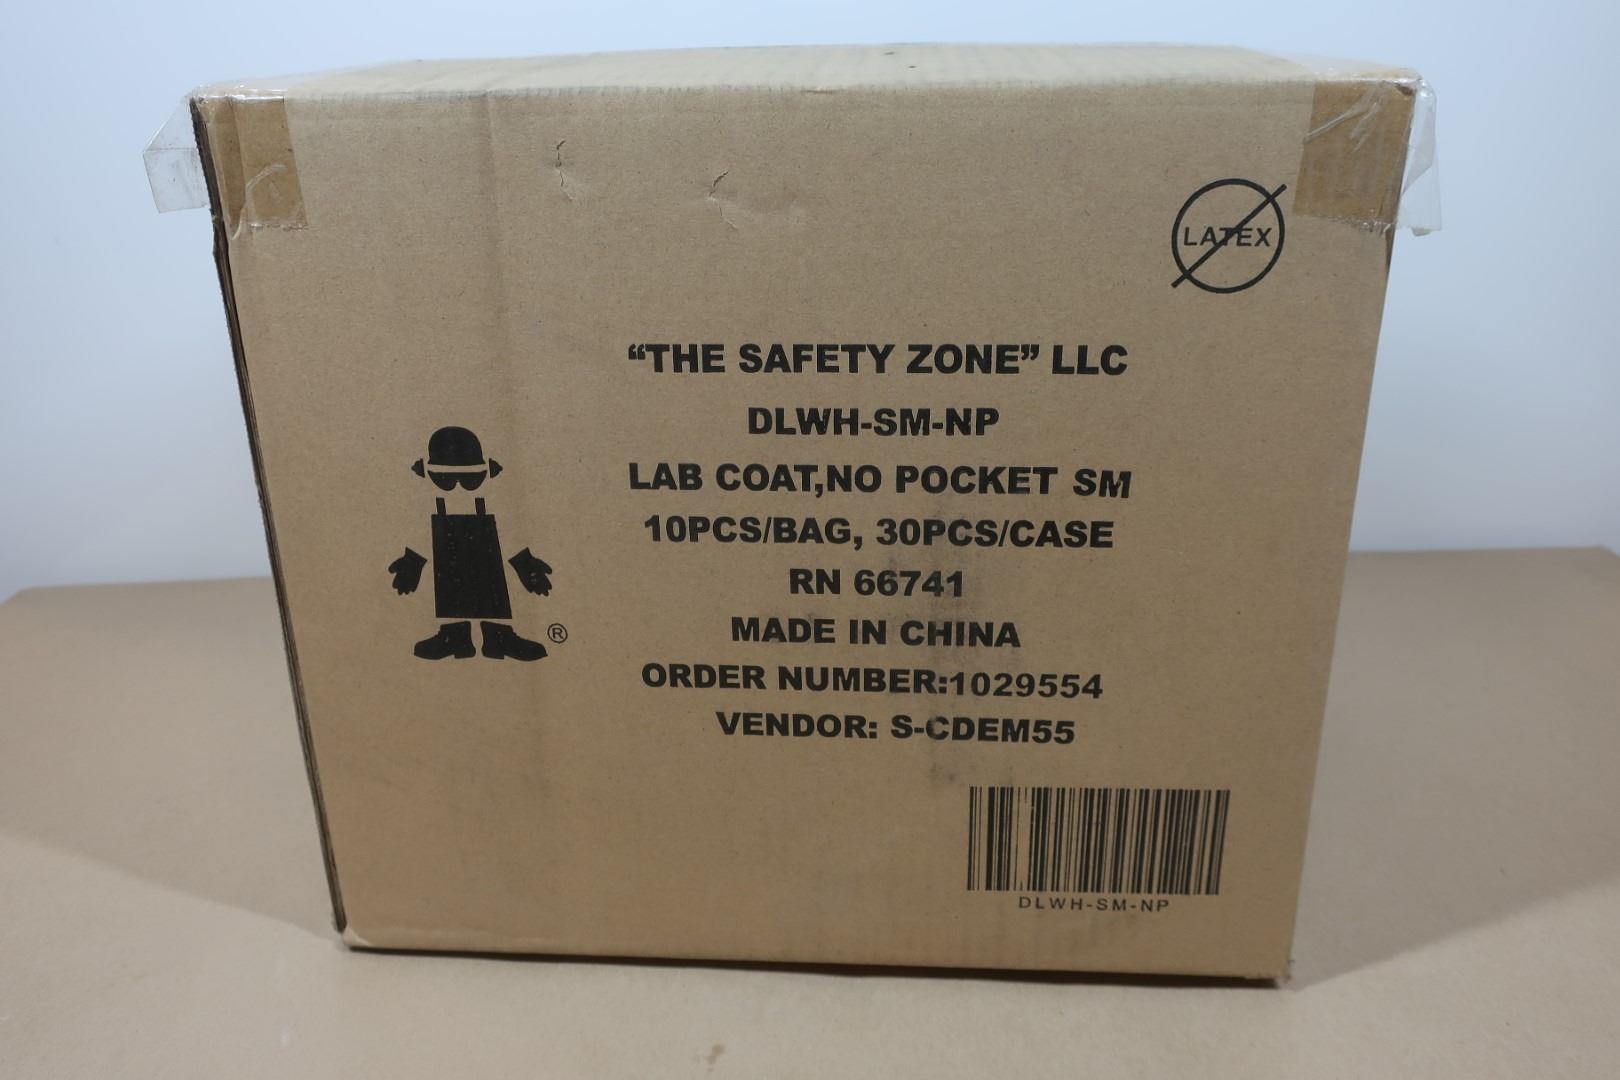 LATEX
“THE SAFETY ZONE” LLC
DLWH-SM-NP
LAB COAT,NO POCKET SM
10PCS/BAG, 30PCS/CASE
RN 66741
MADE IN CHINA
ORDER NUMBER:1029554
VENDOR: S-CDEM55
®
DLWH-SM-NP